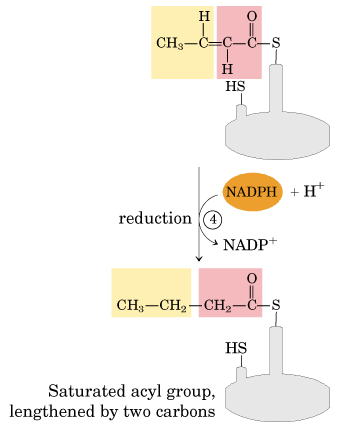 H O
CH₃—C=C—C—S
H
HS
NADPH + H⁺
reduction 4
NADP⁺
O
CH₃—CH₂—CH₂—C—S
HS
Saturated acyl group,
lengthened by two carbons